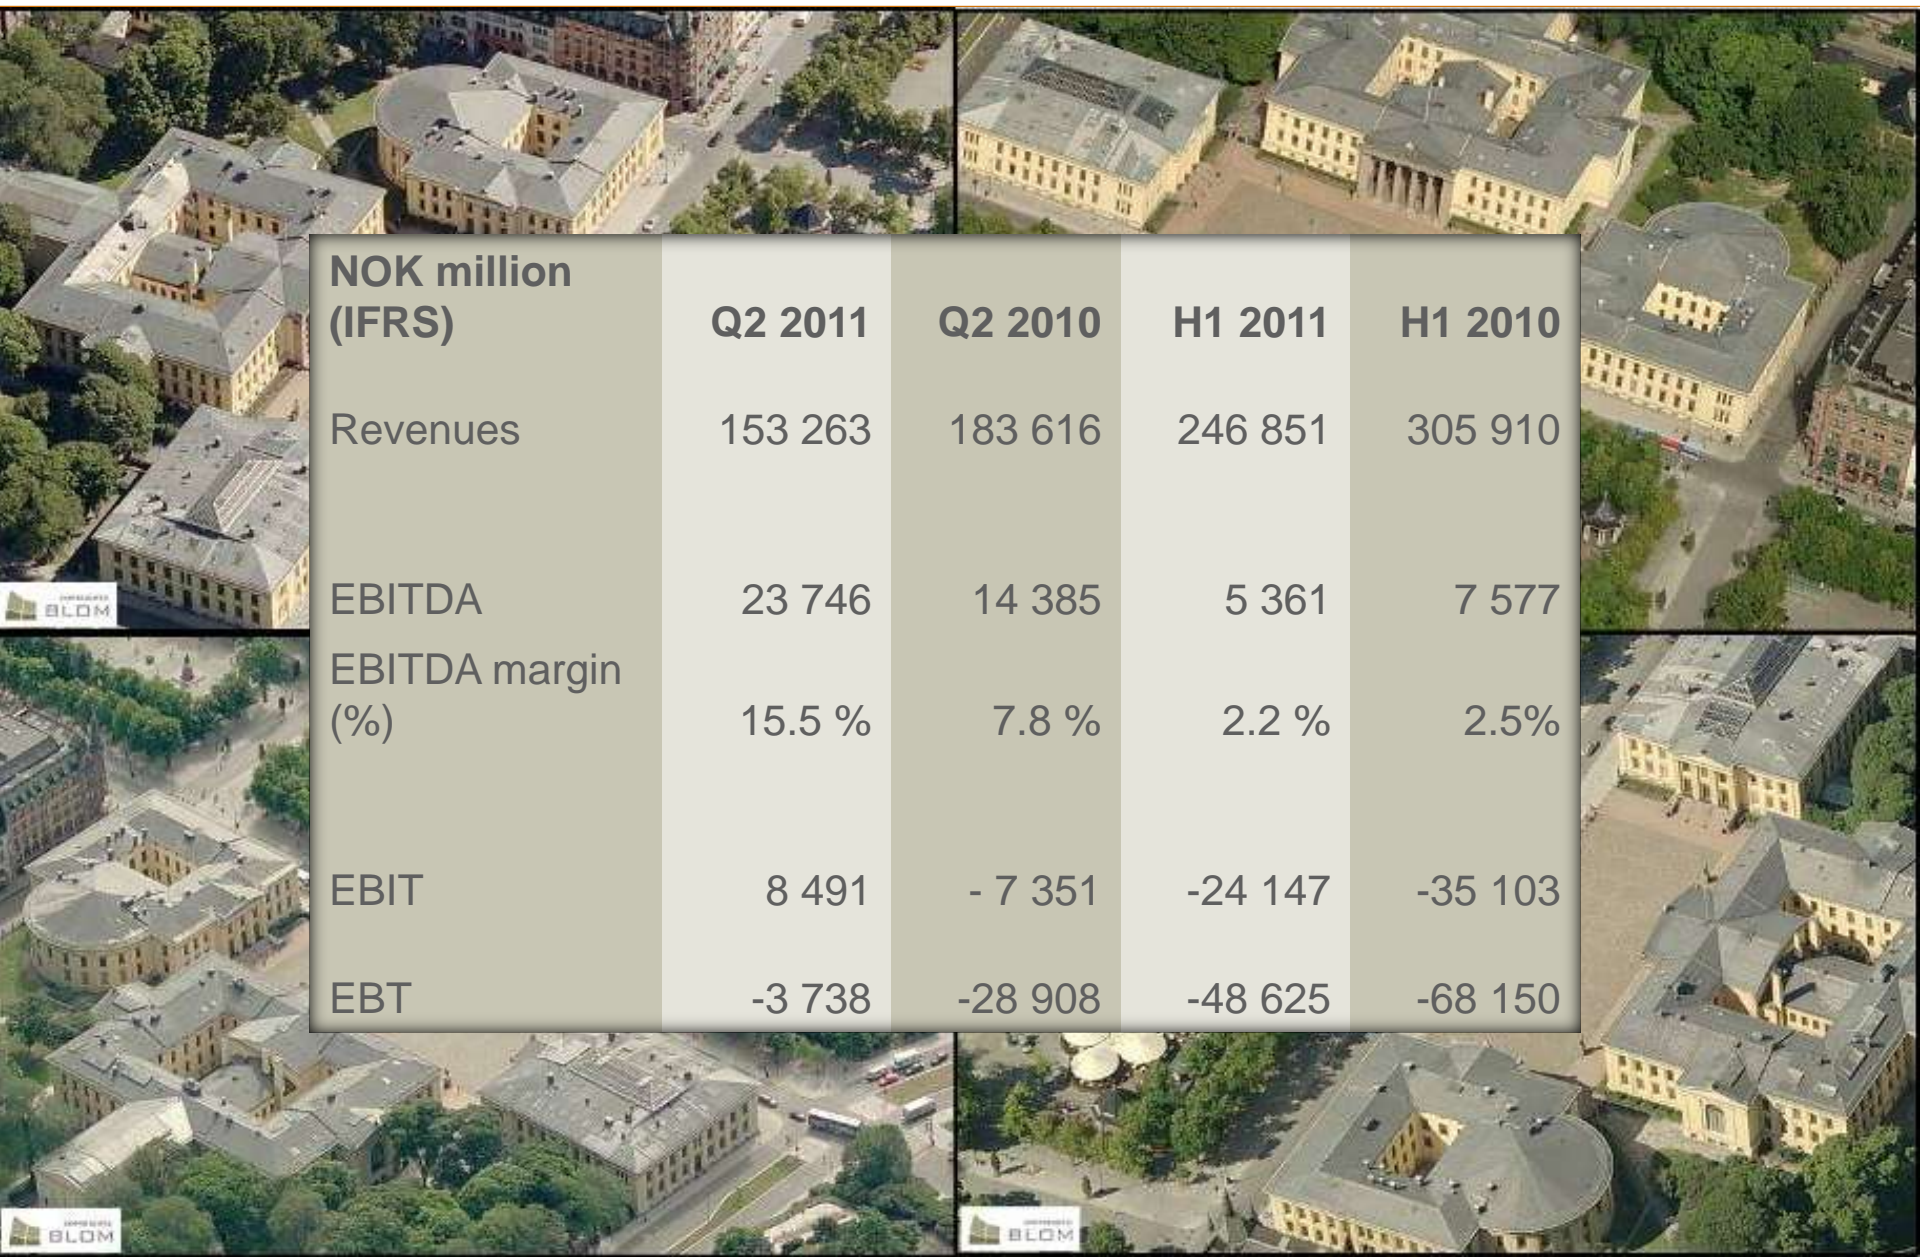 NOK million
(IFRS) Q2 2011 Q2 2010 H1 2011 H1 2010
Revenues 153 263 183 616 246 851 305 910
EBITDA 23 746 14 385 5 361 7 577
EBITDA margin
(%) 15.5 % 7.8 % 2.2 % 2.5%
EBIT 8 491 - 7 351 -24 147 -35 103
EBT -3 738 -28 908 -48 625 -68 150
BLOM
BLOM
BLOM